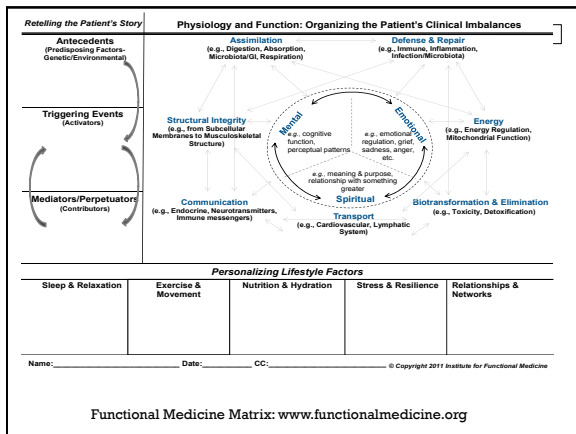 Retelling the Patient's Story
Physiology and Function: Organizing the Patient's Clinical Imbalances
Antecedents
(Predisposing Factors-
Genetic/Environmental)
Triggering Events
(Activators)
Mediators/Perpetuators
(Contributors)
Assimilation
(e.g., Digestion, Absorption,
Microbiota/GI, Respiration)
Defense & Repair
(e.g., Immune, Inflammation,
Infection/Microbiota)
Structural Integrity
(e.g., from Subcellular
Membranes to Musculoskeletal
Structure)
Mental
e.g., cognitive
function,
perceptual patterns
Emotional
e.g., emotional
regulation, grief,
sadness, anger,
etc.
Energy
(e.g., Energy Regulation,
Mitochondrial Function)
e.g., meaning & purpose,
relationship with something
greater
Spiritual
Communication
(e.g., Endocrine, Neurotransmitters,
Immune messengers)
Transport
(e.g., Cardiovascular, Lymphatic
System)
Biotransformation & Elimination
(e.g., Toxicity, Detoxification)
Personalizing Lifestyle Factors
Sleep & Relaxation
Exercise &
Movement
Nutrition & Hydration
Stress & Resilience
Relationships &
Networks
Name:____________________ Date:__________ CC:________________________ © Copyright 2011 Institute for Functional Medicine
Functional Medicine Matrix: www.functionalmedicine.org